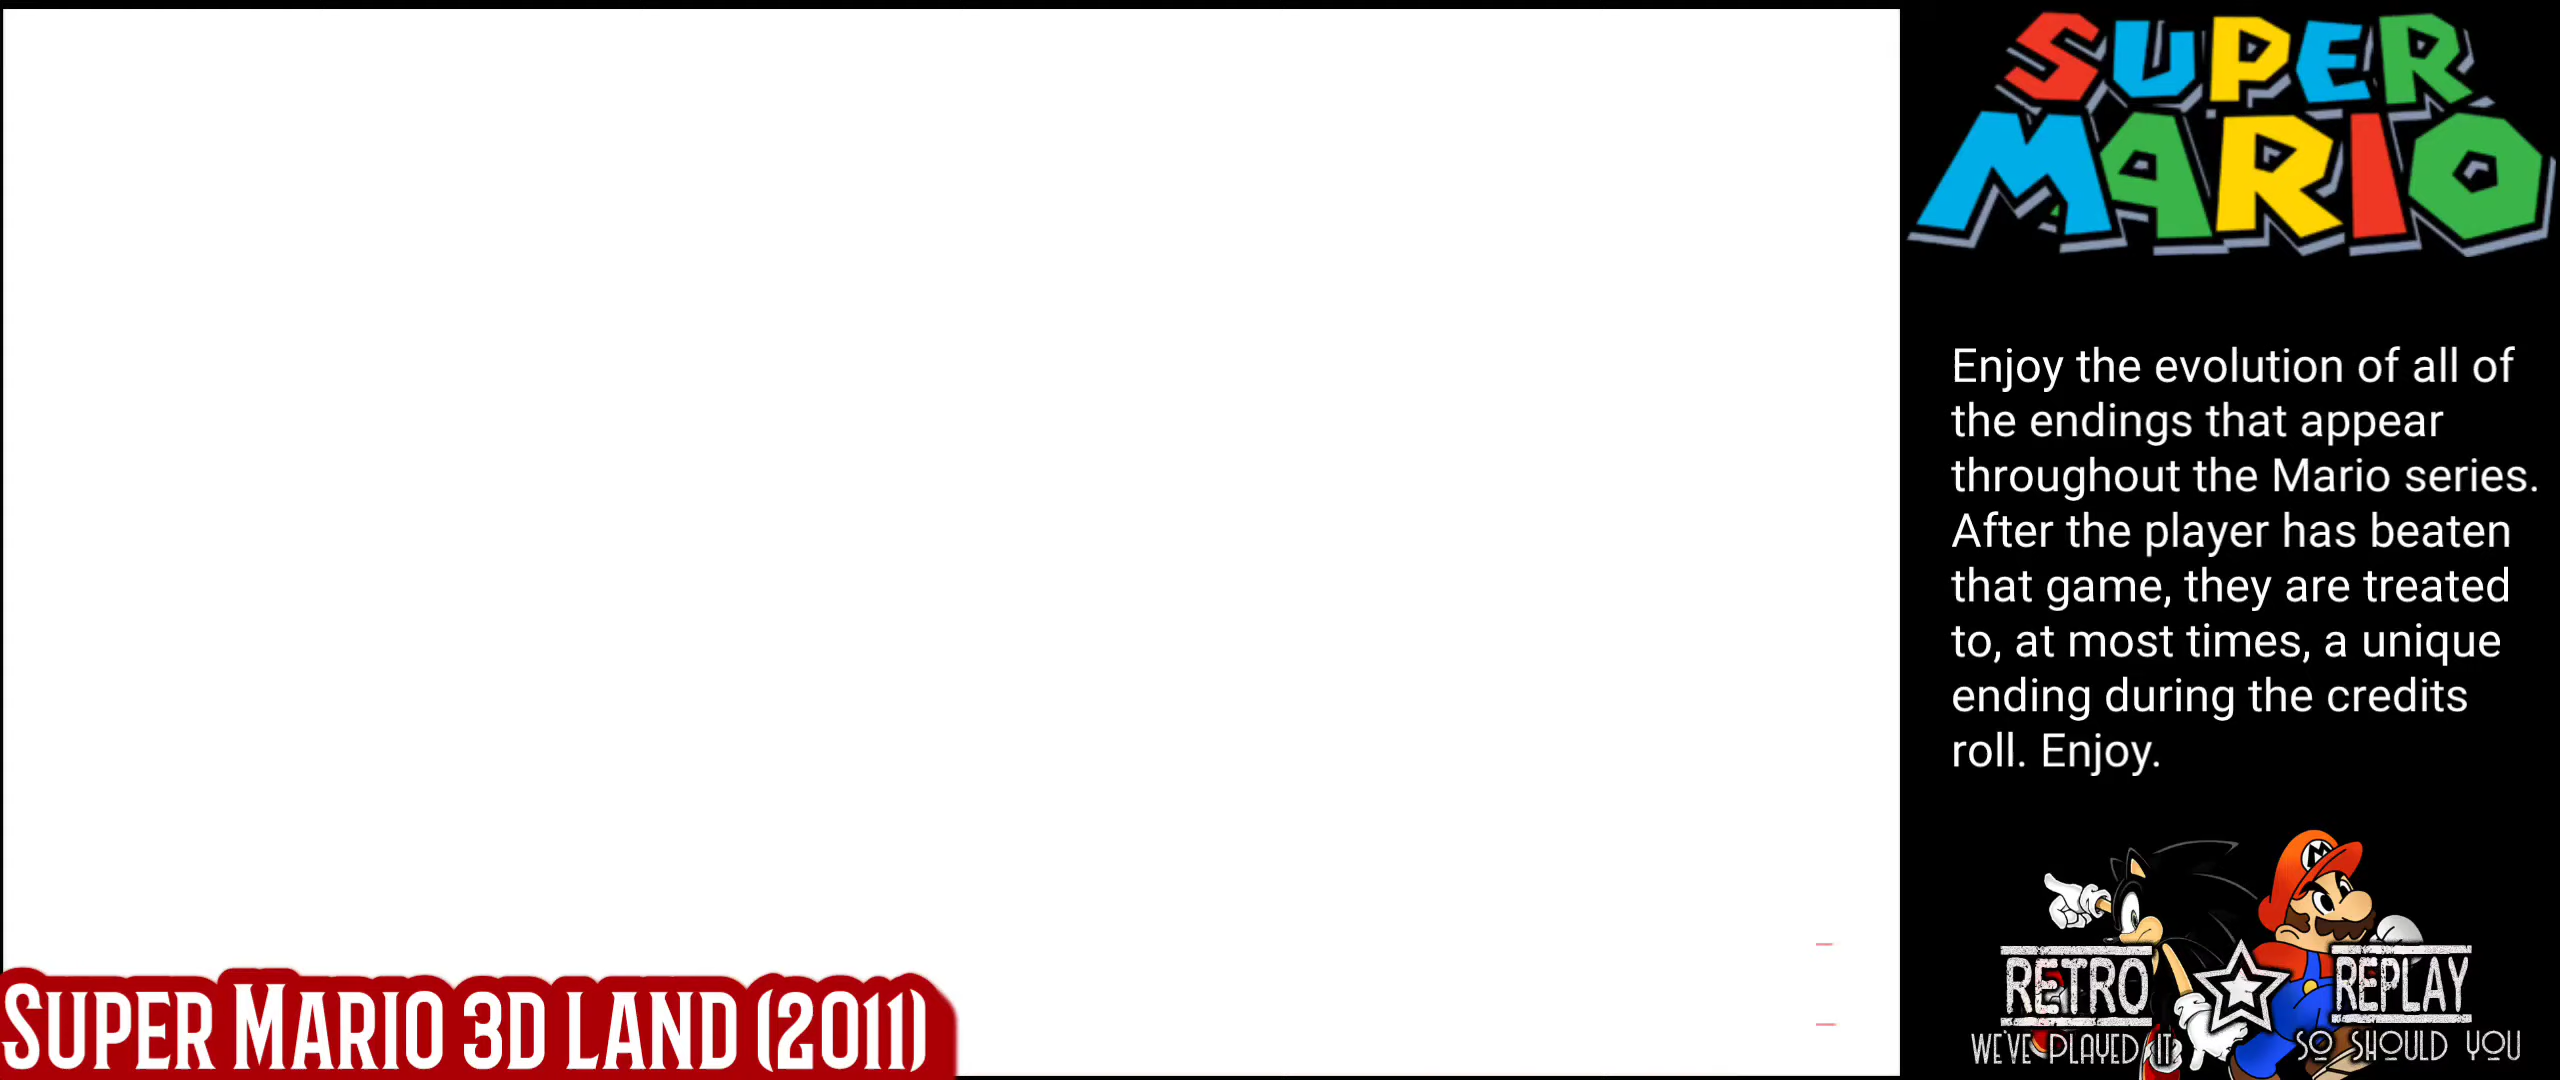 SUPER
MARIO
Enjoy the evolution of all of
the endings that appear
throughout the Mario series.
After the player has beaten
that game, they are treated
to, at most times, a unique
ending during the credits
roll. Enjoy.
M
RETRO REPLAY
WE'VE PLAYED IT SO SHOULD YOU
SUPER MARIO 3D LAND (2011)